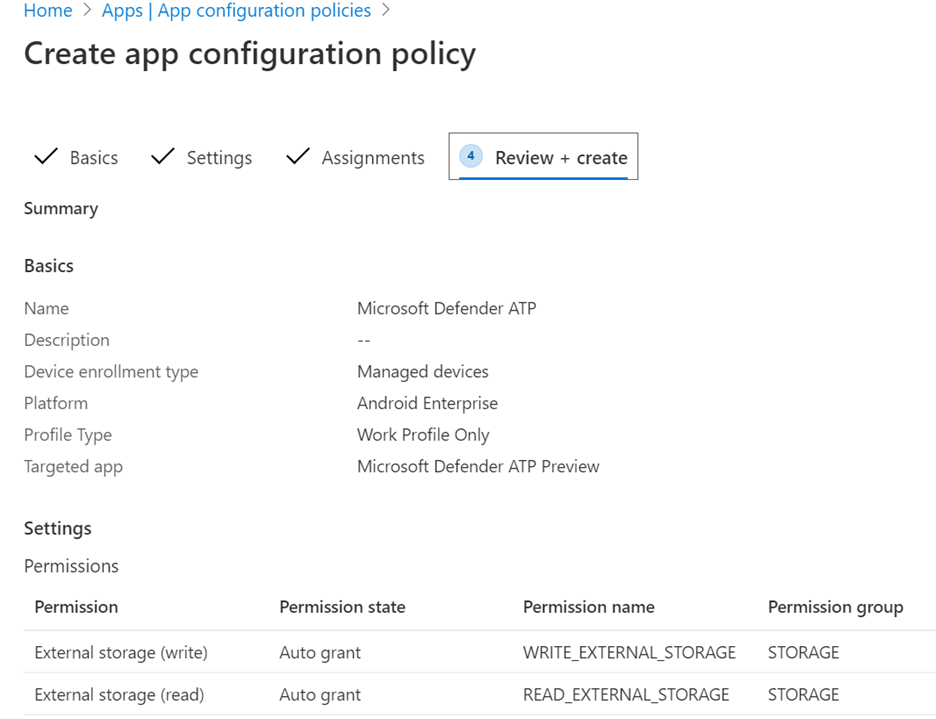 Home > Apps | App configuration policies >
Create app configuration policy
Basics Settings Assignments 4 Review + create
Summary
Basics
Name Microsoft Defender ATP
Description --
Device enrollment type Managed devices
Platform Android Enterprise
Profile Type Work Profile Only
Targeted app Microsoft Defender ATP Preview
Settings
Permissions
Permission Permission state Permission name Permission group
External storage (write) Auto grant WRITE_EXTERNAL_STORAGE STORAGE
External storage (read) Auto grant READ_EXTERNAL_STORAGE STORAGE